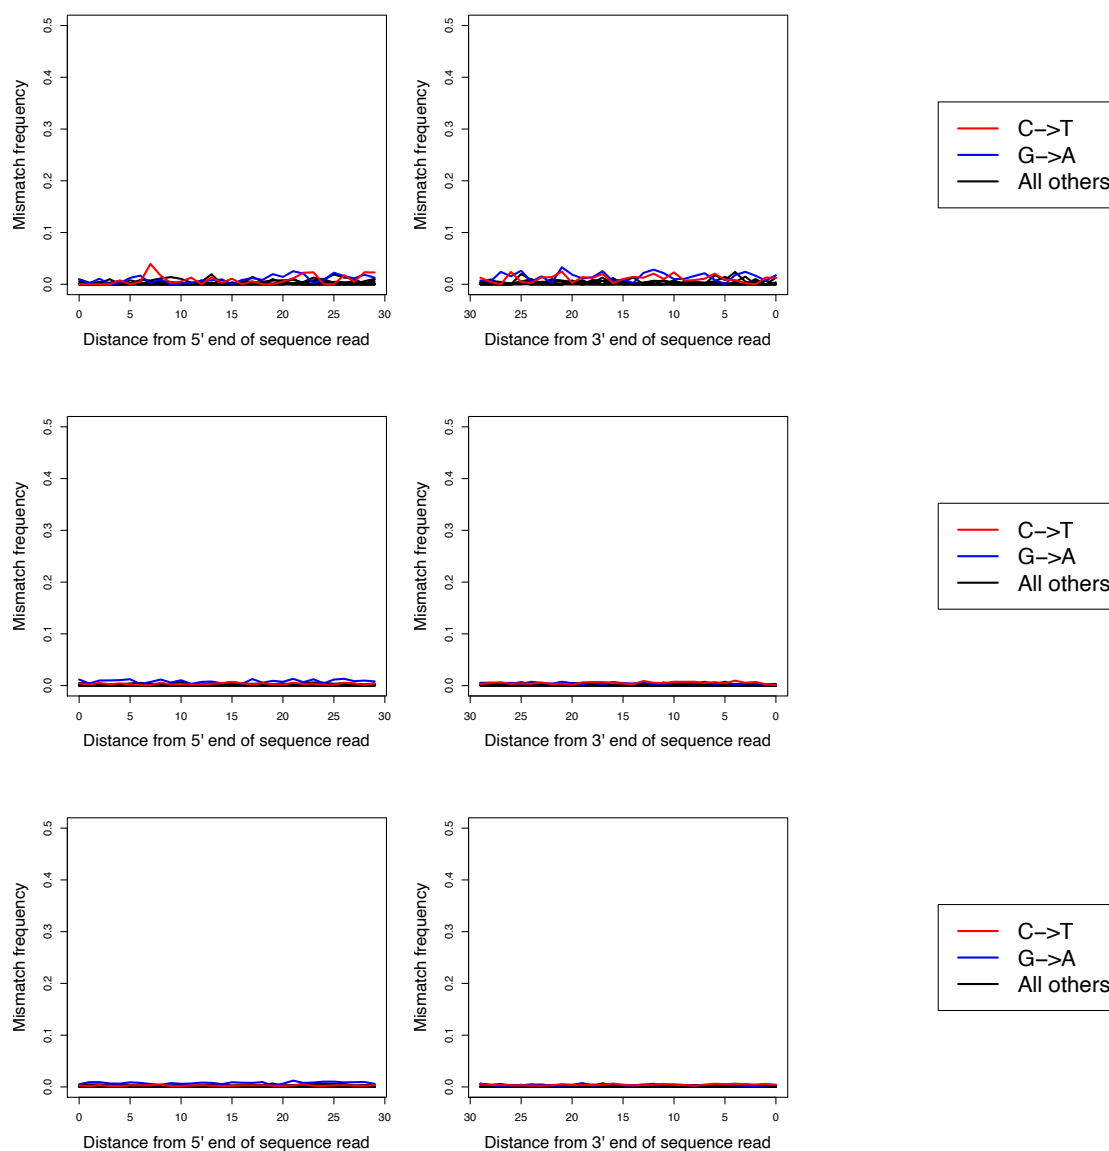 Mismatch frequency
0.0 0.1 0.2 0.3 0.4 0.5
0 5 10 15 20 25 30
Distance from 5' end of sequence read
Mismatch frequency
0.0 0.1 0.2 0.3 0.4 0.5
30 25 20 15 10 5 0
Distance from 3' end of sequence read
C->T
G->A
All others
Mismatch frequency
0.0 0.1 0.2 0.3 0.4 0.5
0 5 10 15 20 25 30
Distance from 5' end of sequence read
Mismatch frequency
0.0 0.1 0.2 0.3 0.4 0.5
30 25 20 15 10 5 0
Distance from 3' end of sequence read
C->T
G->A
All others
Mismatch frequency
0.0 0.1 0.2 0.3 0.4 0.5
0 5 10 15 20 25 30
Distance from 5' end of sequence read
Mismatch frequency
0.0 0.1 0.2 0.3 0.4 0.5
30 25 20 15 10 5 0
Distance from 3' end of sequence read
C->T
G->A
All others